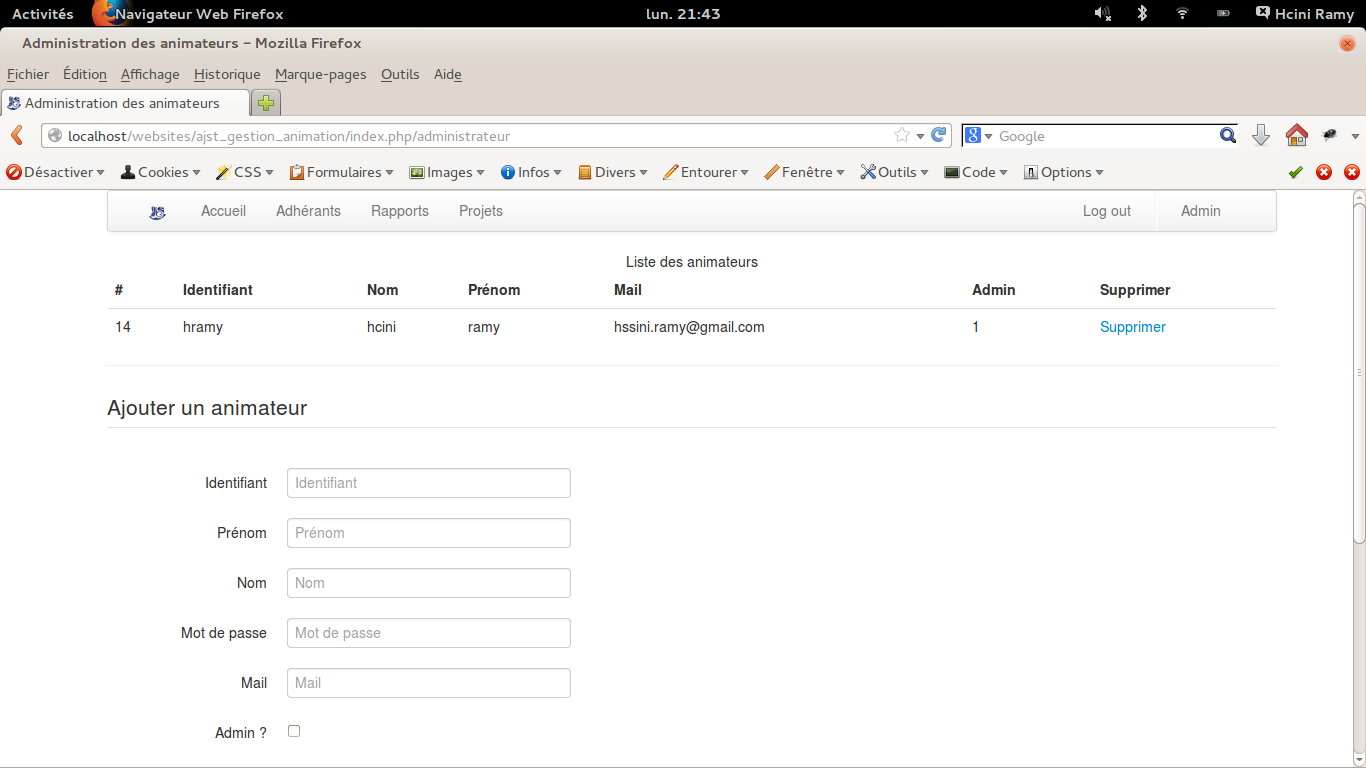 Activités Navigateur Web Firefox lun. 21:43 Hcini Ramy
Administration des animateurs – Mozilla Firefox
Fichier Édition Affichage Historique Marque-pages Outils Aide
Administration des animateurs
localhost/websites/ajst_gestion_animation/index.php/administrateur Google
Désactiver Cookies CSS Formulaires Images Infos Divers Entourer Fenêtre Outils Code Options
Accueil Adhérants Rapports Projets Log out Admin
Liste des animateurs
# Identifiant Nom Prénom Mail Admin Supprimer
14 hramy hcini ramy hssini.ramy@gmail.com 1 Supprimer
Ajouter un animateur
Identifiant Identifiant
Prénom Prénom
Nom Nom
Mot de passe Mot de passe
Mail Mail
Admin ?